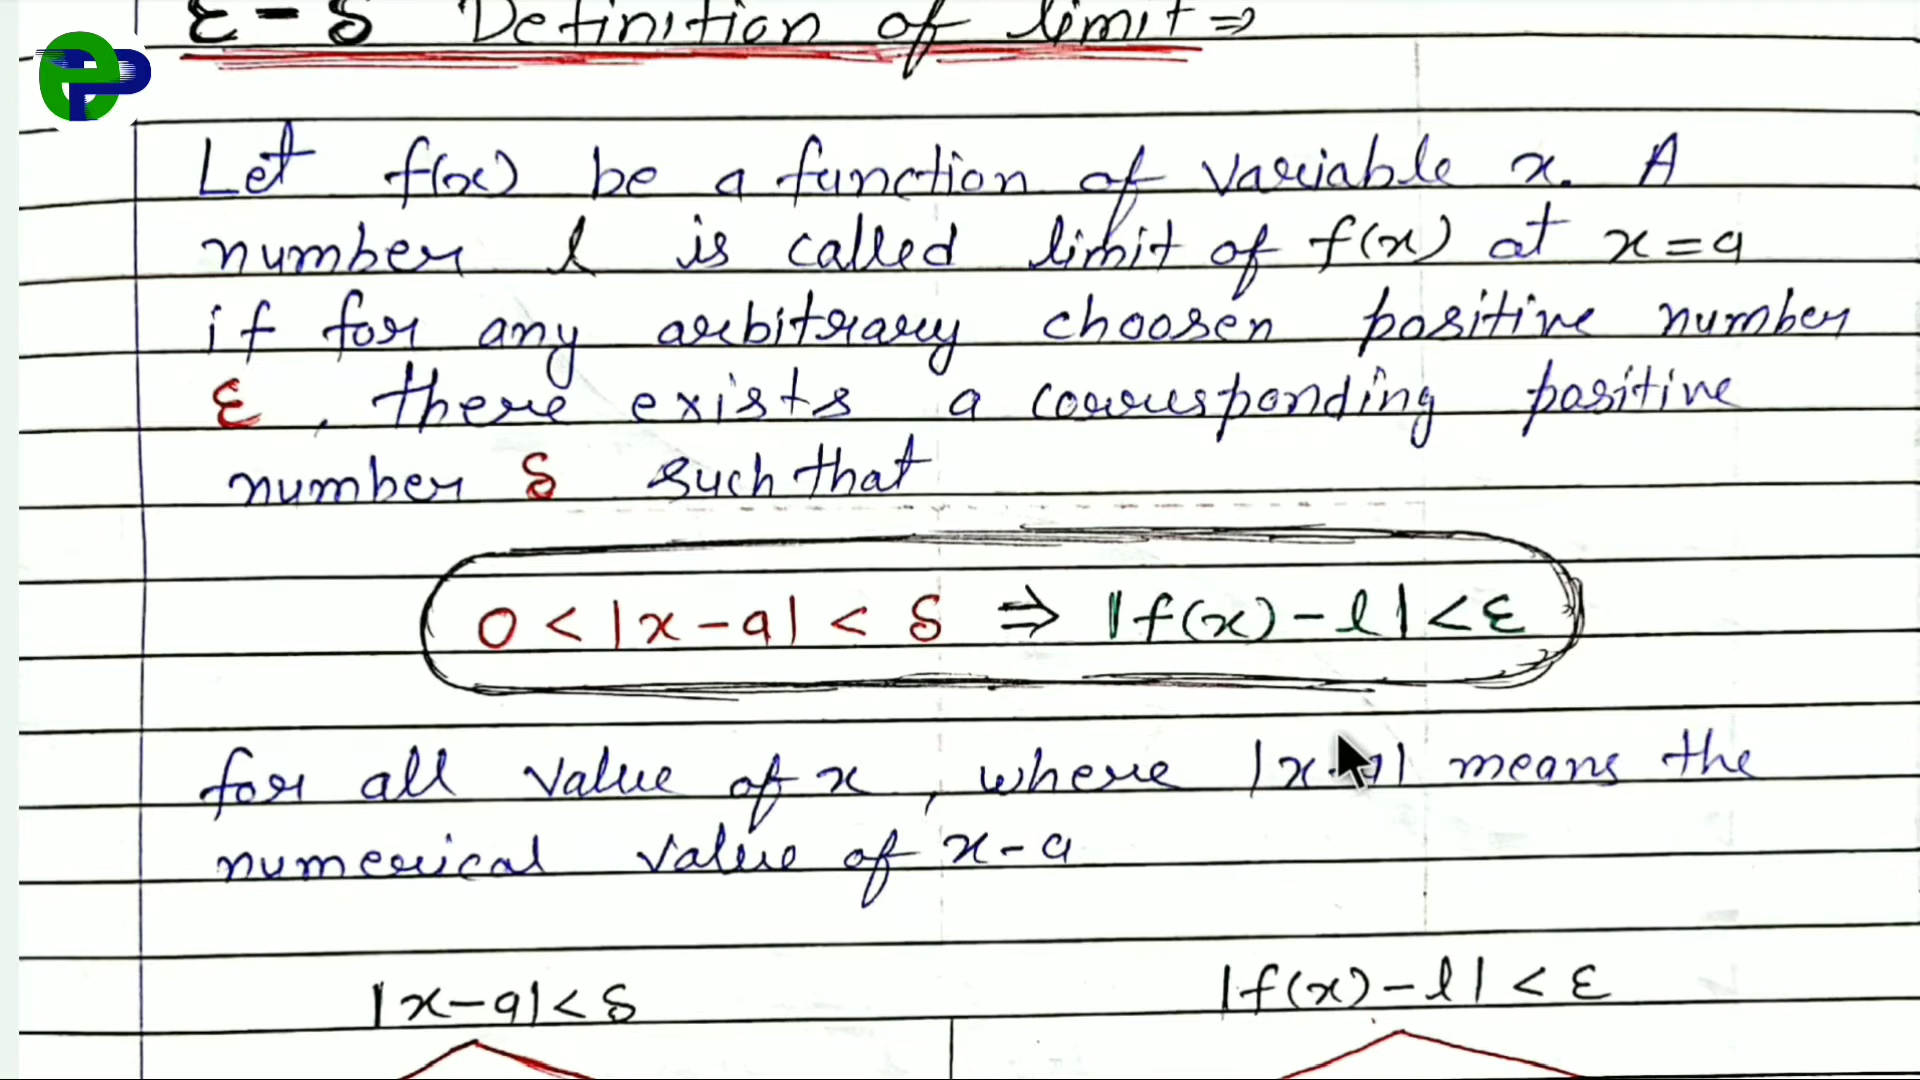 ε - δ Definition of limit ⇒
Let f(x) be a function of variable x. A
number l is called limit of f(x) at x = a
if for any arbitrary choosen positive number
ε, there exists a corresponding positive
number δ such that
0 < |x - a| < δ ⇒ |f(x) - l| < ε
for all value of x, where |x-a| means the
numerical value of x - a
|x - a| < δ
|f(x) - l| < ε